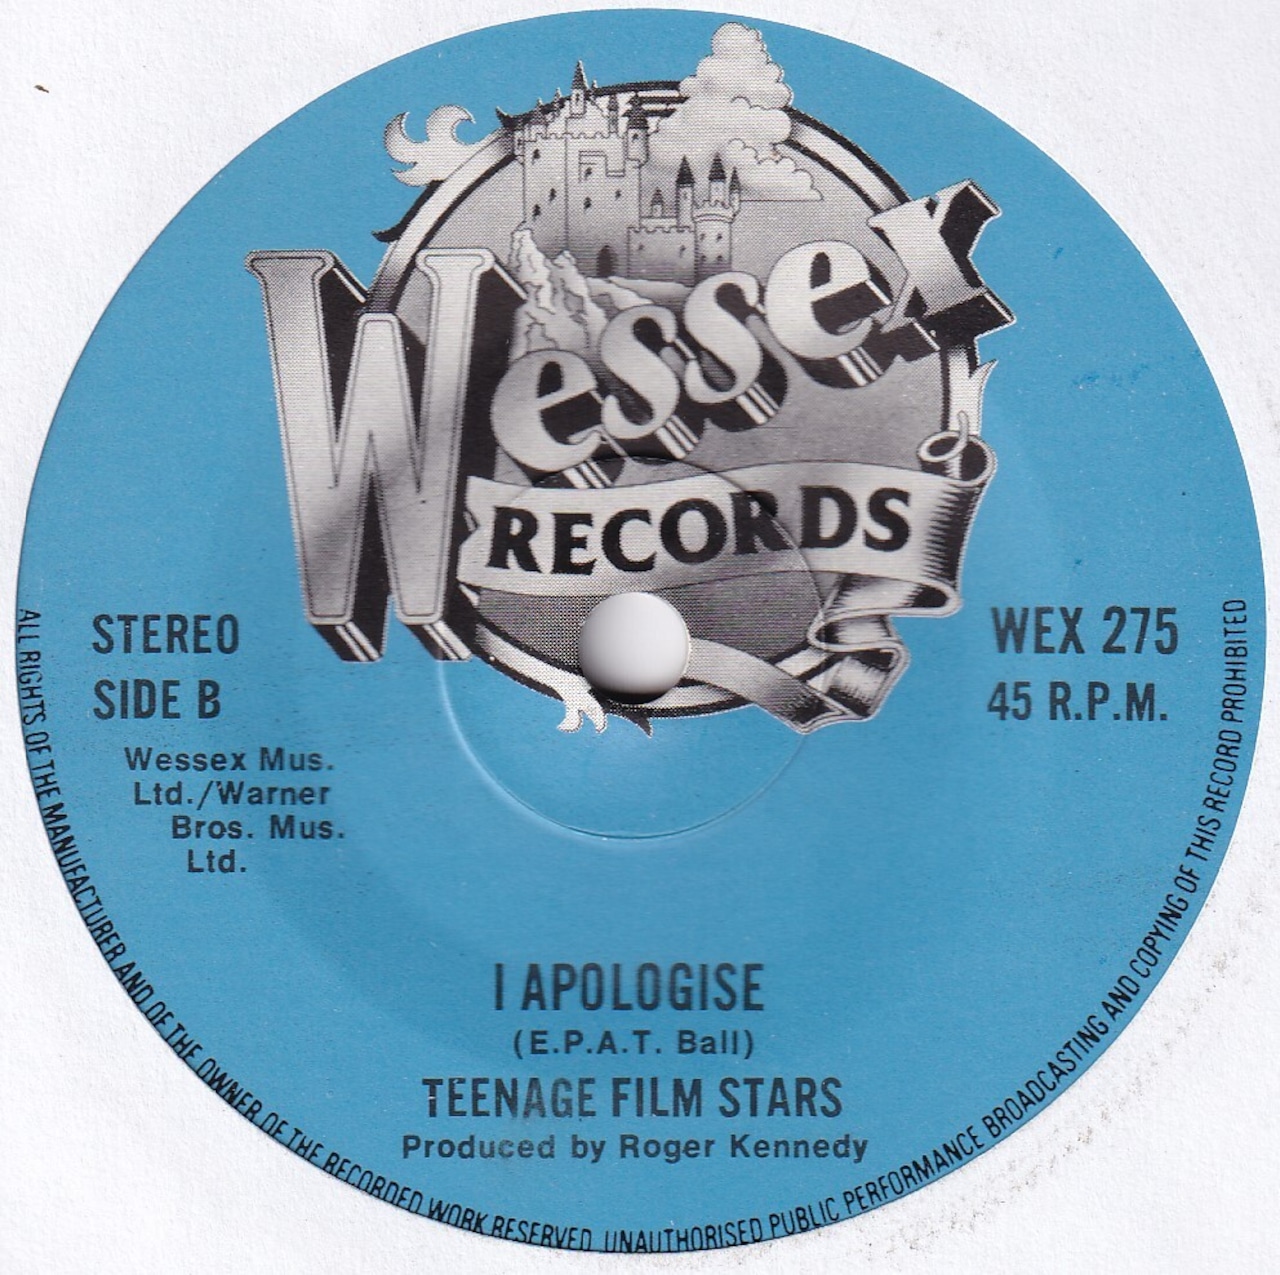 Wessex
RECORDS
STEREO
SIDE B
WEX 275
45 R.P.M.
Wessex Mus.
Ltd./Warner
Bros. Mus.
Ltd.
I APOLOGISE
(E.P.A.T. Ball)
TEENAGE FILM STARS
Produced by Roger Kennedy
ALL RIGHTS OF THE MANUFACTURER AND OF THE OWNER OF THE RECORDED WORK RESERVED UNAUTHORISED PUBLIC PERFORMANCE BROADCASTING AND COPYING OF THIS RECORD PROHIBITED